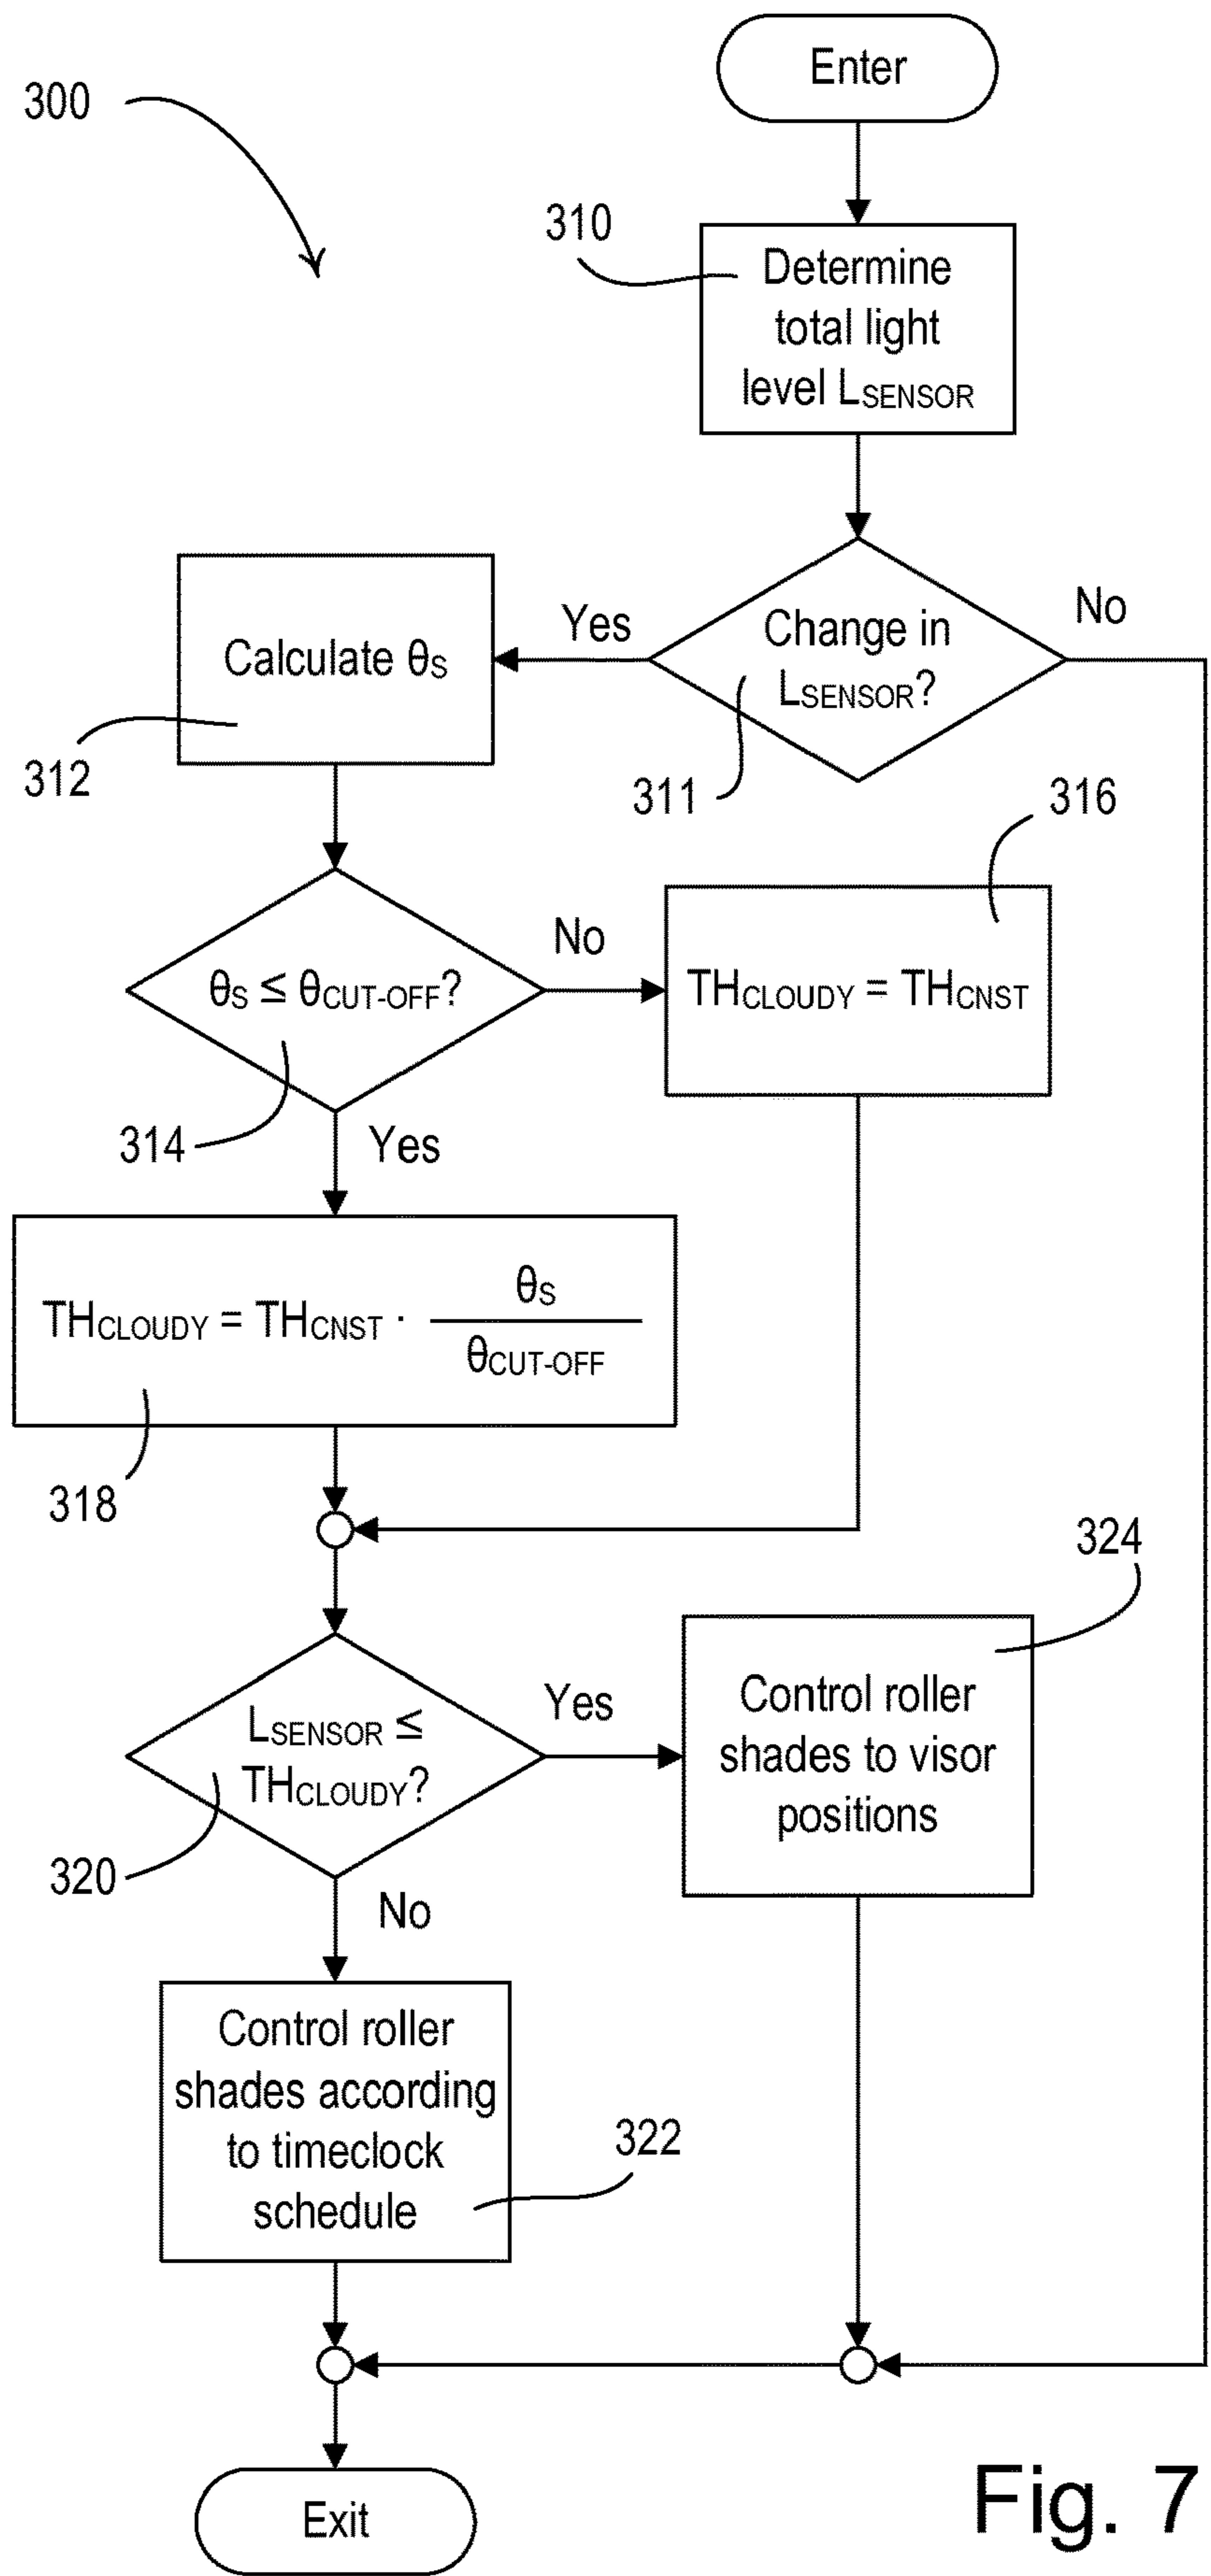 Enter
300
310
Determine
total light
level LSENSOR
Change in
LSENSOR?
Yes
No
311
Calculate θS
312
316
θS ≤ θCUT-OFF?
No
THCLOUDY = THCNST
314
Yes
THCLOUDY = THCNST · θS
θCUT-OFF
318
324
LSENSOR ≤
THCLOUDY?
Yes
Control roller
shades to visor
positions
320
No
Control roller
shades according
to timeclock
schedule
322
Exit
Fig. 7